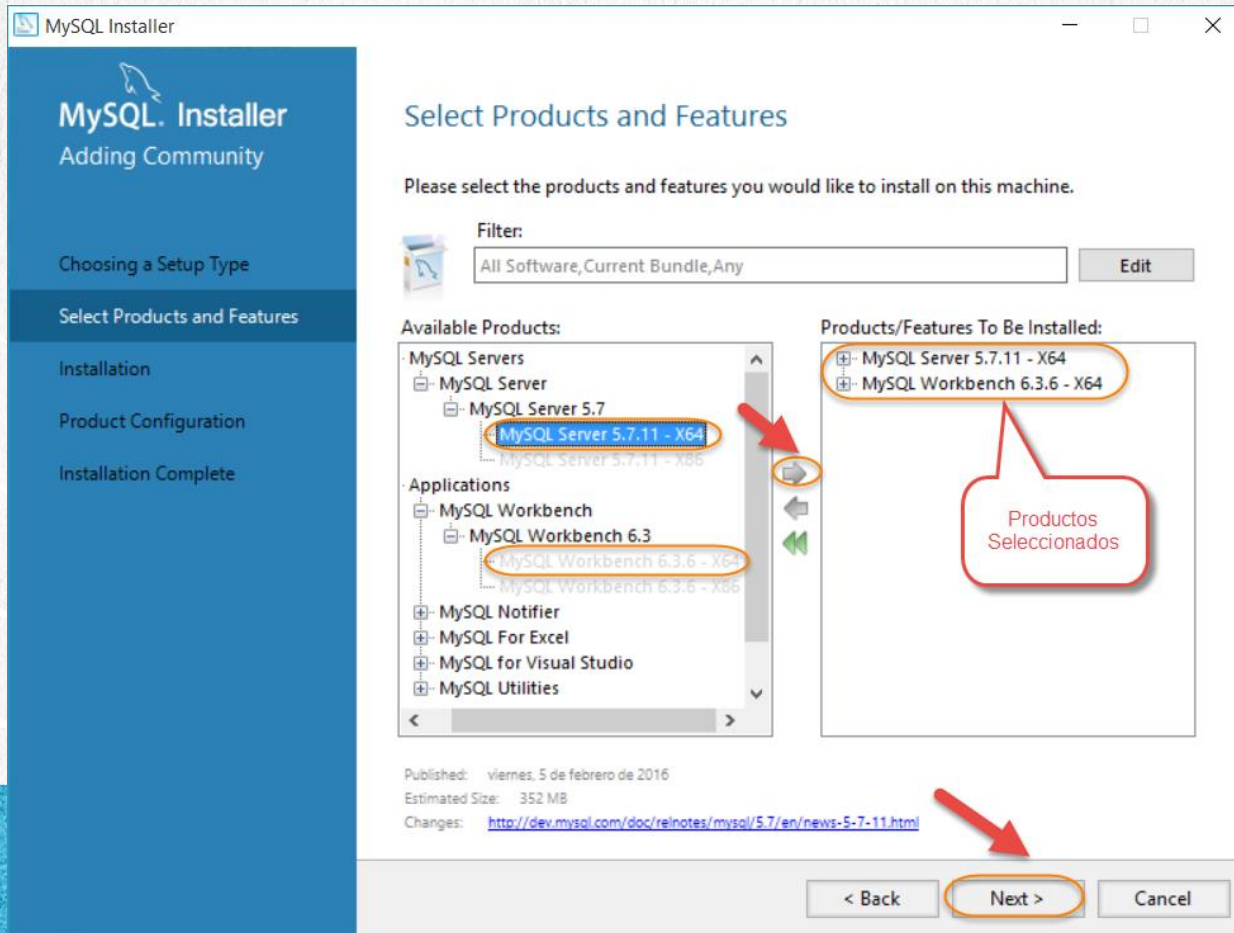 MySQL Installer
MySQL. Installer
Adding Community
Choosing a Setup Type
Select Products and Features
Installation
Product Configuration
Installation Complete
Select Products and Features
Please select the products and features you would like to install on this machine.
Filter:
All Software,Current Bundle,Any
Edit
Available Products:
MySQL Servers
MySQL Server
MySQL Server 5.7
MySQL Server 5.7.11 - X64
MySQL Server 5.7.11 - X86
Applications
MySQL Workbench
MySQL Workbench 6.3
MySQL Workbench 6.3.6 - X64
MySQL Workbench 6.3.6 - X86
MySQL Notifier
MySQL For Excel
MySQL for Visual Studio
MySQL Utilities
Products/Features To Be Installed:
MySQL Server 5.7.11 - X64
MySQL Workbench 6.3.6 - X64
Productos
Seleccionados
Published: viernes, 5 de febrero de 2016
Estimated Size: 352 MB
Changes: http://dev.mysql.com/doc/relnotes/mysql/5.7/en/news-5-7-11.html
< Back
Next >
Cancel